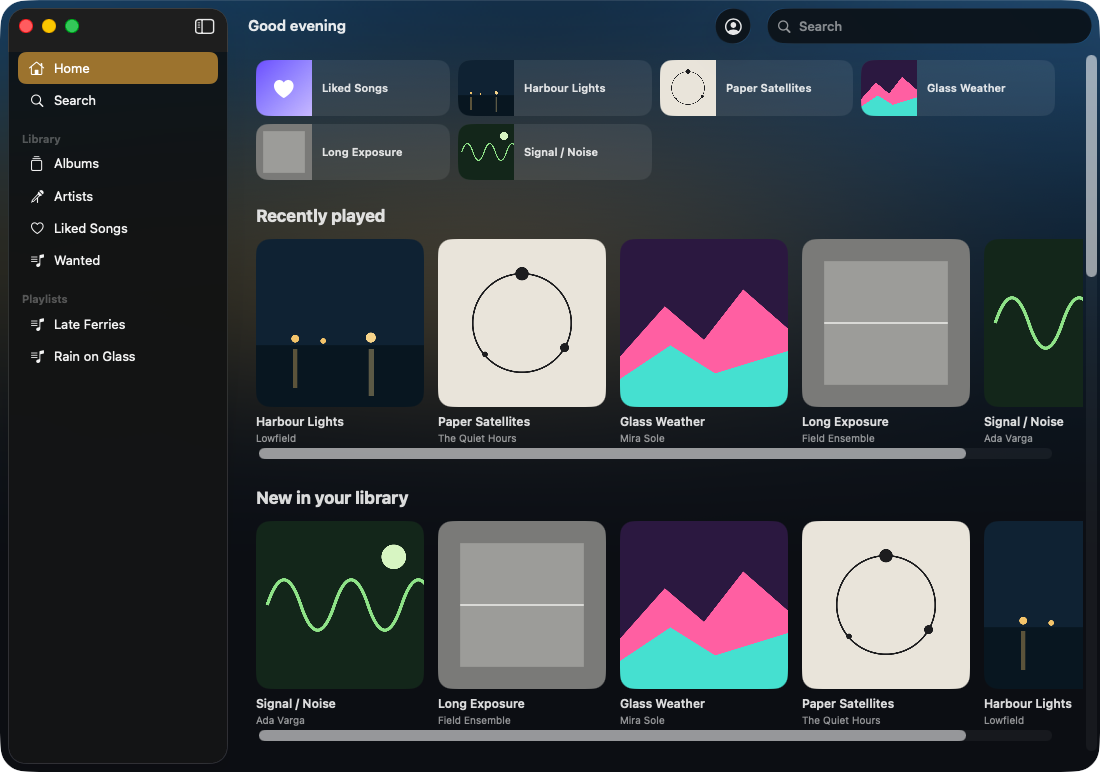 Good evening
Search
Home
Search
Library
Albums
Artists
Liked Songs
Wanted
Playlists
Late Ferries
Rain on Glass
Liked Songs
Harbour Lights
Paper Satellites
Glass Weather
Long Exposure
Signal / Noise
Recently played
Harbour Lights
Lowfield
Paper Satellites
The Quiet Hours
Glass Weather
Mira Sole
Long Exposure
Field Ensemble
Signal / Noise
Ada Varga
New in your library
Signal / Noise
Ada Varga
Long Exposure
Field Ensemble
Glass Weather
Mira Sole
Paper Satellites
The Quiet Hours
Harbour Lights
Lowfield